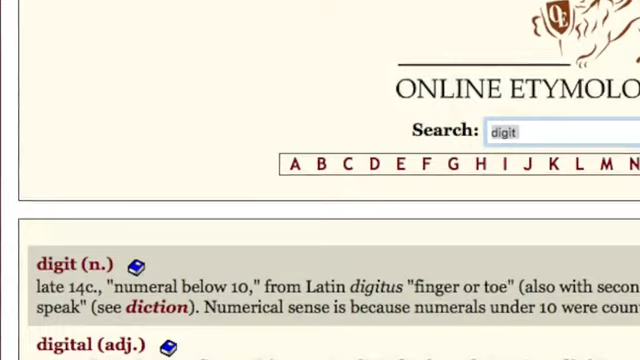 OE
ONLINE ETYMOLO
Search: digit
A B C D E F G H I J K L M N
digit (n.)
late 14c., "numeral below 10," from Latin digitus "finger or toe" (also with secon
speak" (see diction). Numerical sense is because numerals under 10 were coun
digital (adj.)